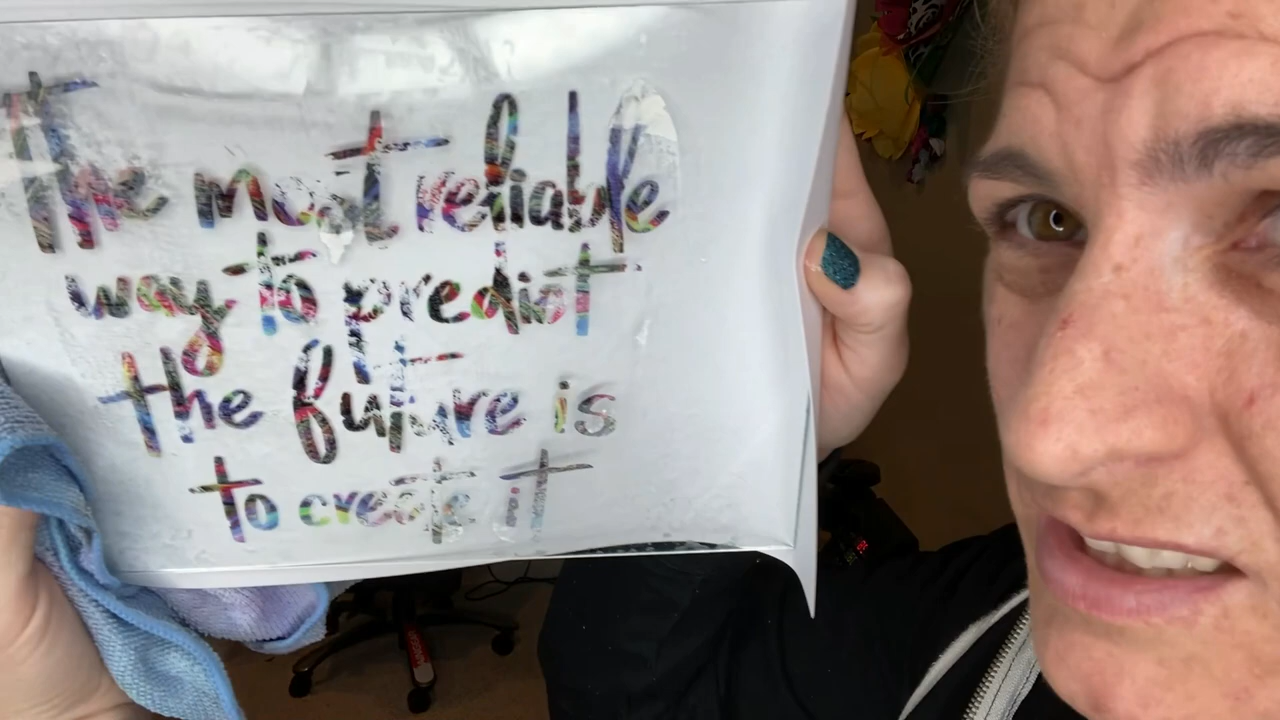 The most reliable
way to predict
the future is
to create it